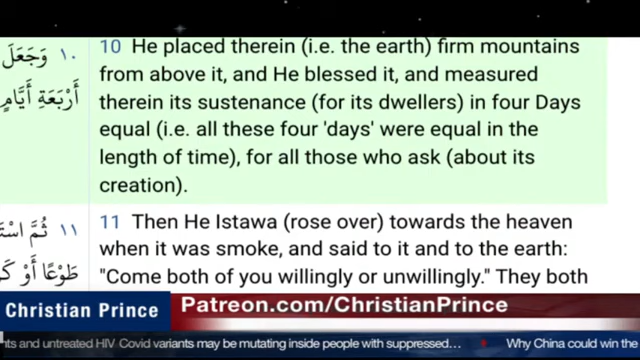 ١٠ وَجَعَلَ
أَرْبَعَةِ أَيَّامٍ
10 He placed therein (i.e. the earth) firm mountains
from above it, and He blessed it, and measured
therein its sustenance (for its dwellers) in four Days
equal (i.e. all these four 'days' were equal in the
length of time), for all those who ask (about its
creation).
١١ ثُمَّ
طَوْعًا أَوْ
11 Then He Istawa (rose over) towards the heaven
when it was smoke, and said to it and to the earth:
"Come both of you willingly or unwillingly." They both
Christian Prince
Patreon.com/ChristianPrince
and untreated HIV Covid variants may be mutating inside people with suppressed... Why China could win the